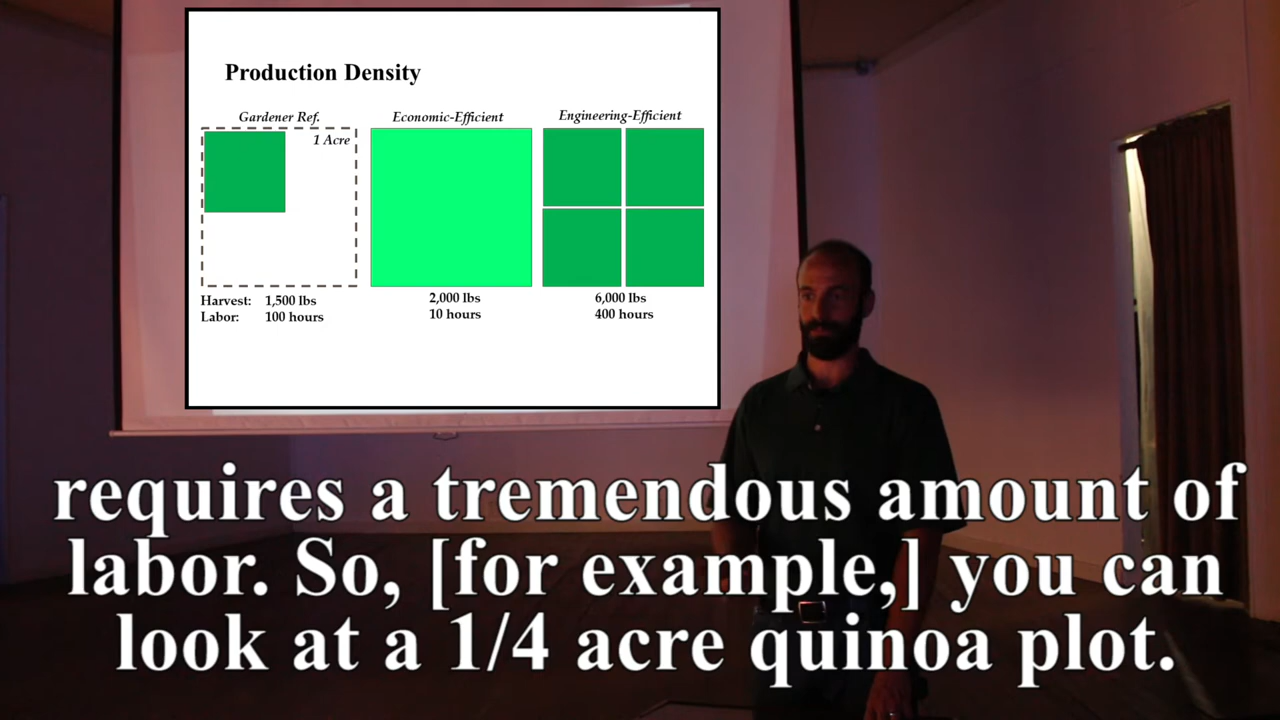 Production Density
Gardener Ref.
1 Acre
Harvest: 1,500 lbs
Labor: 100 hours
Economic-Efficient
2,000 lbs
10 hours
Engineering-Efficient
6,000 lbs
400 hours
requires a tremendous amount of
labor. So, [for example,] you can
look at a 1/4 acre quinoa plot.